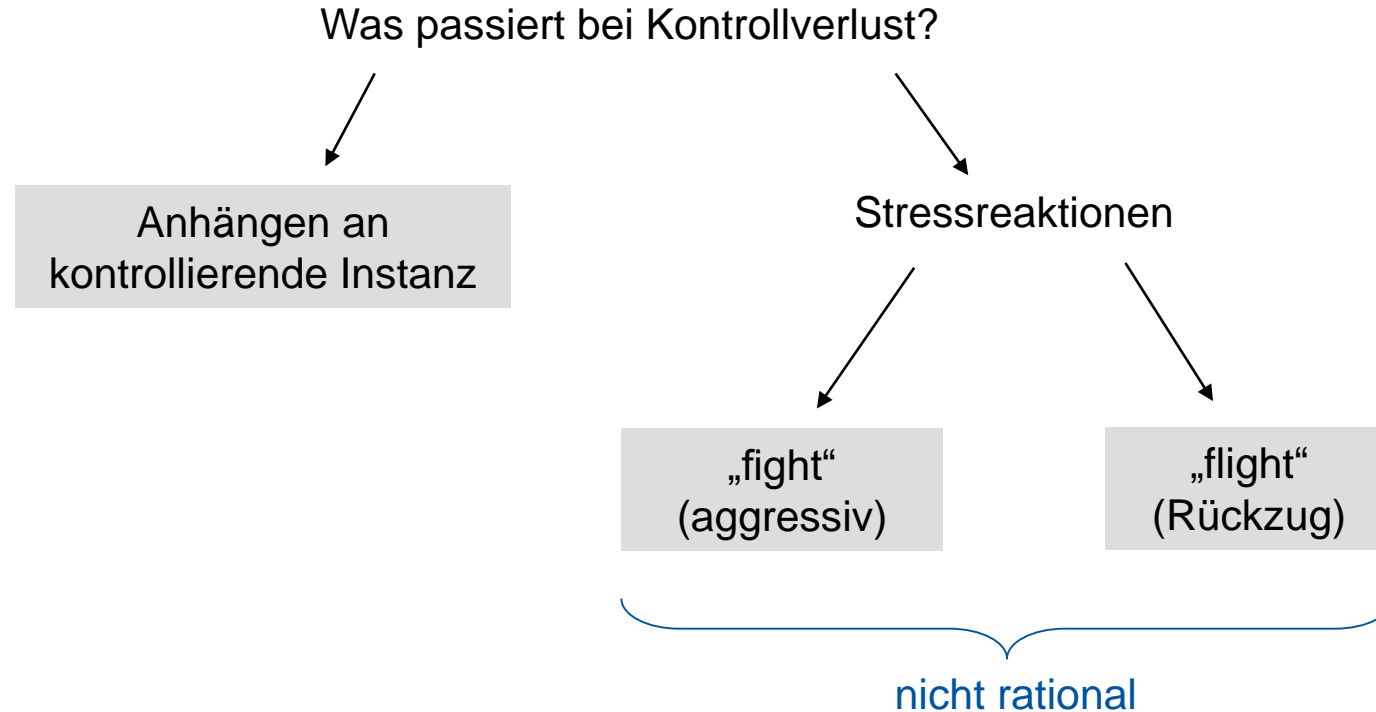 Was passiert bei Kontrollverlust?
Anhängen an
kontrollierende Instanz
Stressreaktionen
„fight“
(aggressiv)
„flight“
(Rückzug)
nicht rational